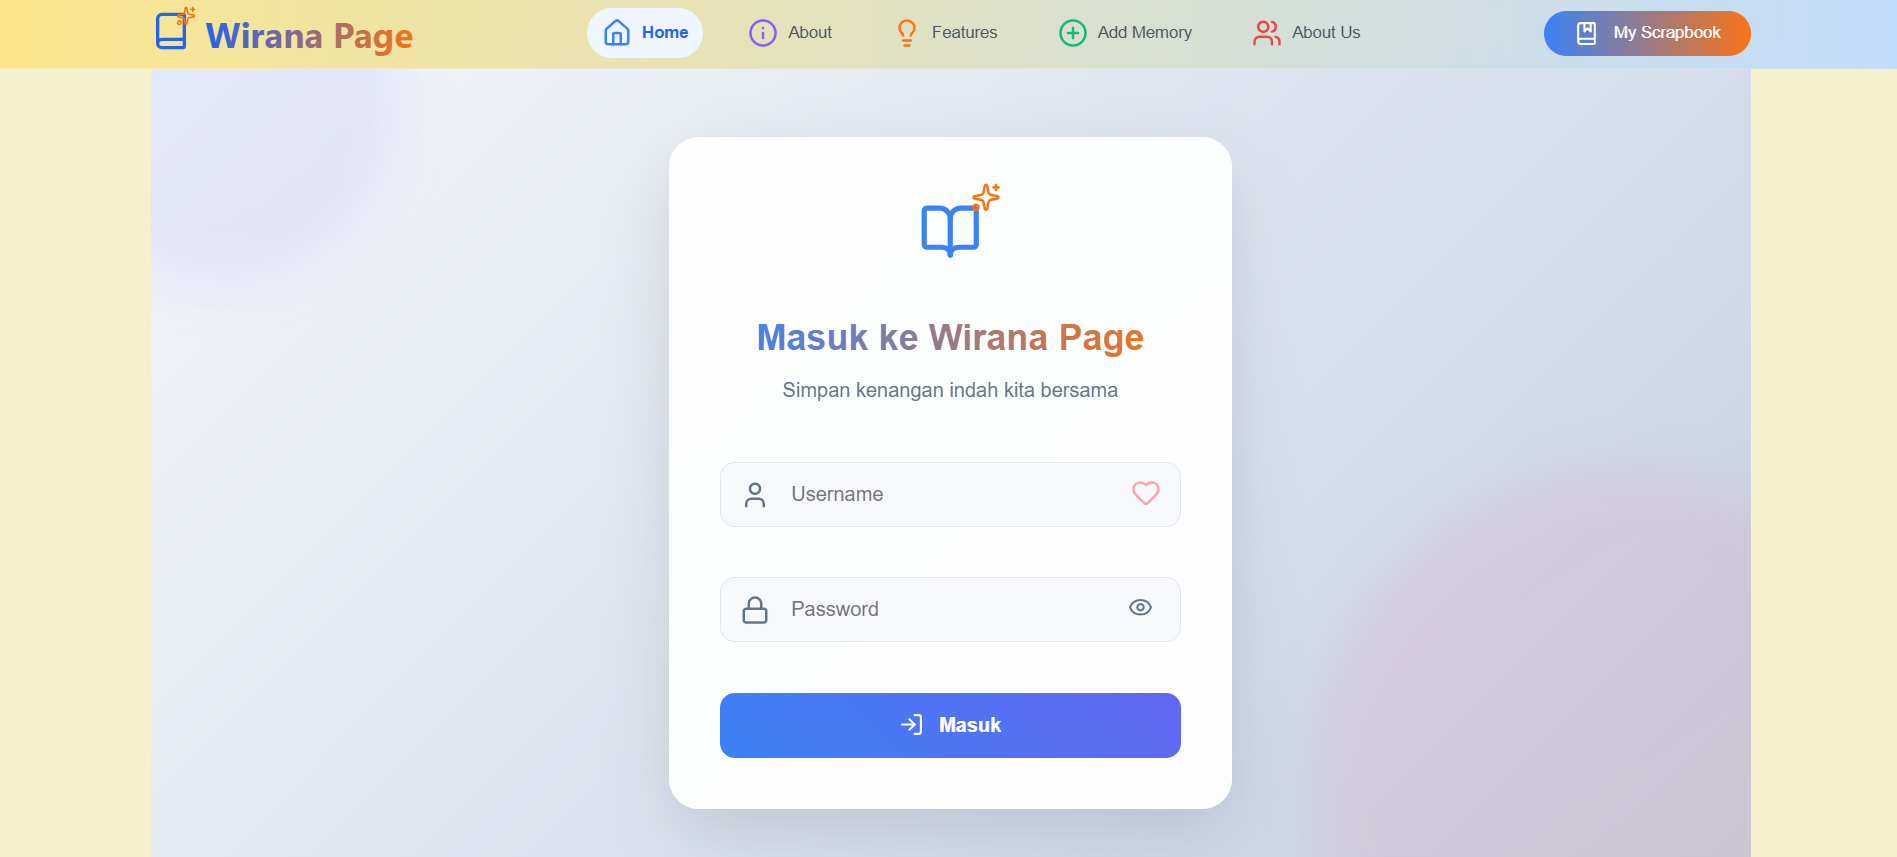 Wirana Page
Home
About
Features
Add Memory
About Us
My Scrapbook
Masuk ke Wirana Page
Simpan kenangan indah kita bersama
Username
Password
Masuk